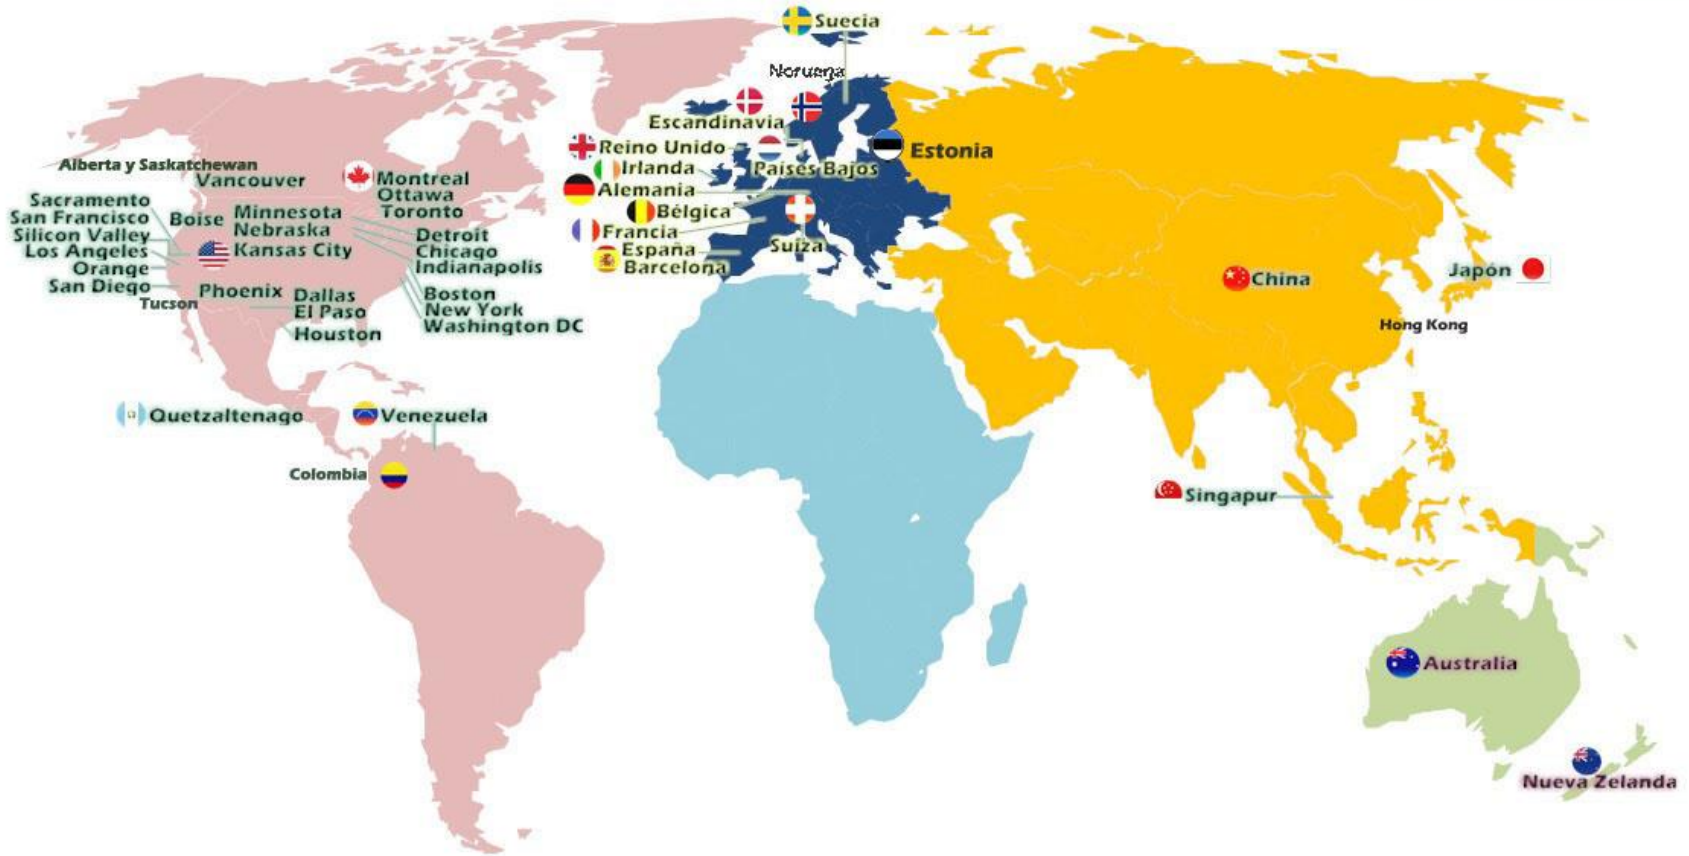 Suecia
Noruega
Escandinavia
Reino Unido
Países Bajos
Irlanda
Alemania
Bélgica
Francia
Suiza
España
Barcelona
Estonia
Alberta y Saskatchewan
Vancouver
Montreal
Ottawa
Toronto
Sacramento
San Francisco
Silicon Valley
Los Angeles
Orange
San Diego
Tucson
Boise
Minnesota
Nebraska
Kansas City
Detroit
Chicago
Indianapolis
Phoenix
Dallas
El Paso
Houston
Boston
New York
Washington DC
Quetzaltenago
Venezuela
Colombia
China
Japón
Hong Kong
Singapur
Australia
Nueva Zelanda